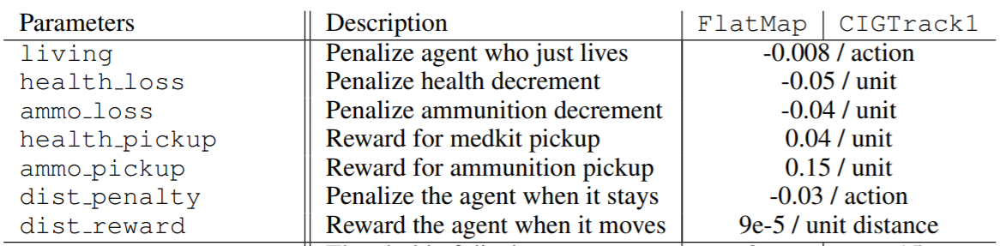 Parameters Description FlatMap CIGTrack1
living Penalize agent who just lives -0.008 / action
health_loss Penalize health decrement -0.05 / unit
ammo_loss Penalize ammunition decrement -0.04 / unit
health_pickup Reward for medkit pickup 0.04 / unit
ammo_pickup Reward for ammunition pickup 0.15 / unit
dist_penalty Penalize the agent when it stays -0.03 / action
dist_reward Reward the agent when it moves 9e-5 / unit distance